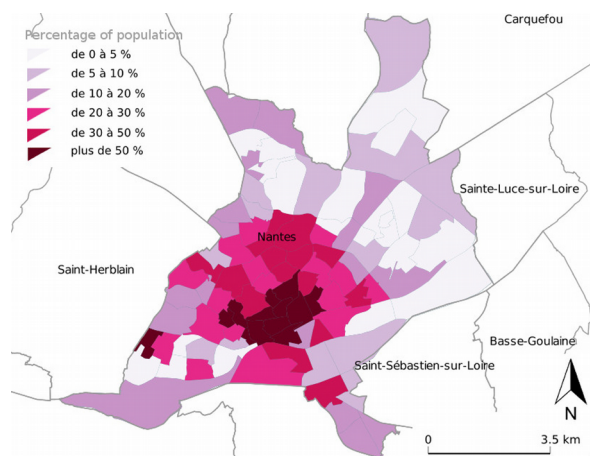 Carquefou
Percentage of population
de 0 à 5 %
de 5 à 10 %
de 10 à 20 %
de 20 à 30 %
de 30 à 50 %
plus de 50 %
Sainte-Luce-sur-Loire
Nantes
Saint-Herblain
Basse-Goulaine
Saint-Sébastien-sur-Loire
N
0 3.5 km